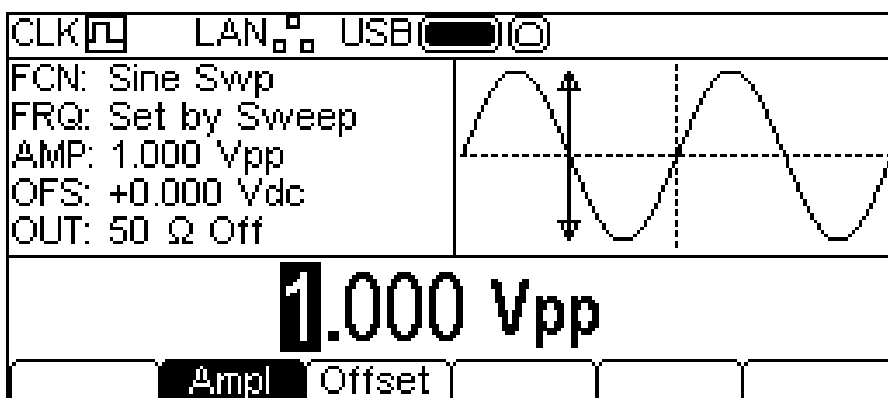 CLK LAN USB
FCN: Sine Swp
FRQ: Set by Sweep
AMP: 1.000 Vpp
OFS: +0.000 Vdc
OUT: 50 Ω Off
1.000 Vpp
Ampl Offset